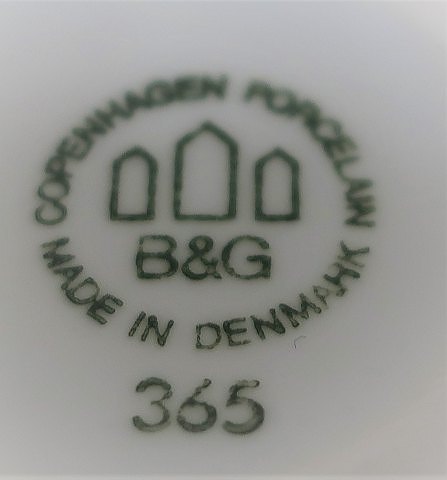 COPENHAGEN PORCELAIN
B&G
MADE IN DENMARK
365